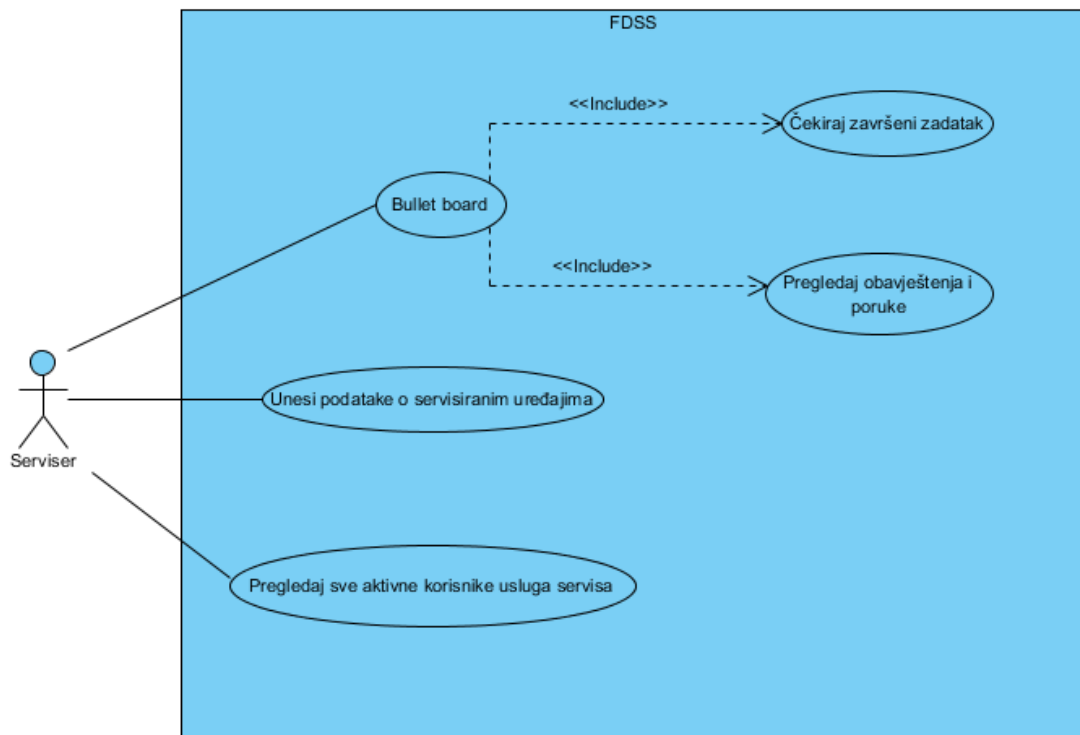 FDSS
<<Include>>
Čekiraj završeni zadatak
Bullet board
<<Include>>
Pregledaj obavještenja i
poruke
Unesi podatake o servisiranim uređajima
Serviser
Pregledaj sve aktivne korisnike usluga servisa